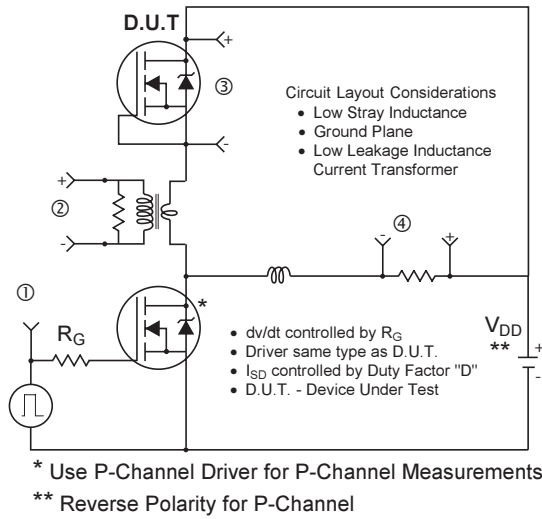 D.U.T
+
③
Circuit Layout Considerations
• Low Stray Inductance
• Ground Plane
• Low Leakage Inductance
Current Transformer
-
+
②
-
④
-
+
①
*
R_G
• dv/dt controlled by R_G
• Driver same type as D.U.T.
• I_SD controlled by Duty Factor "D"
• D.U.T. - Device Under Test
V_DD
**
+
-
* Use P-Channel Driver for P-Channel Measurements
** Reverse Polarity for P-Channel